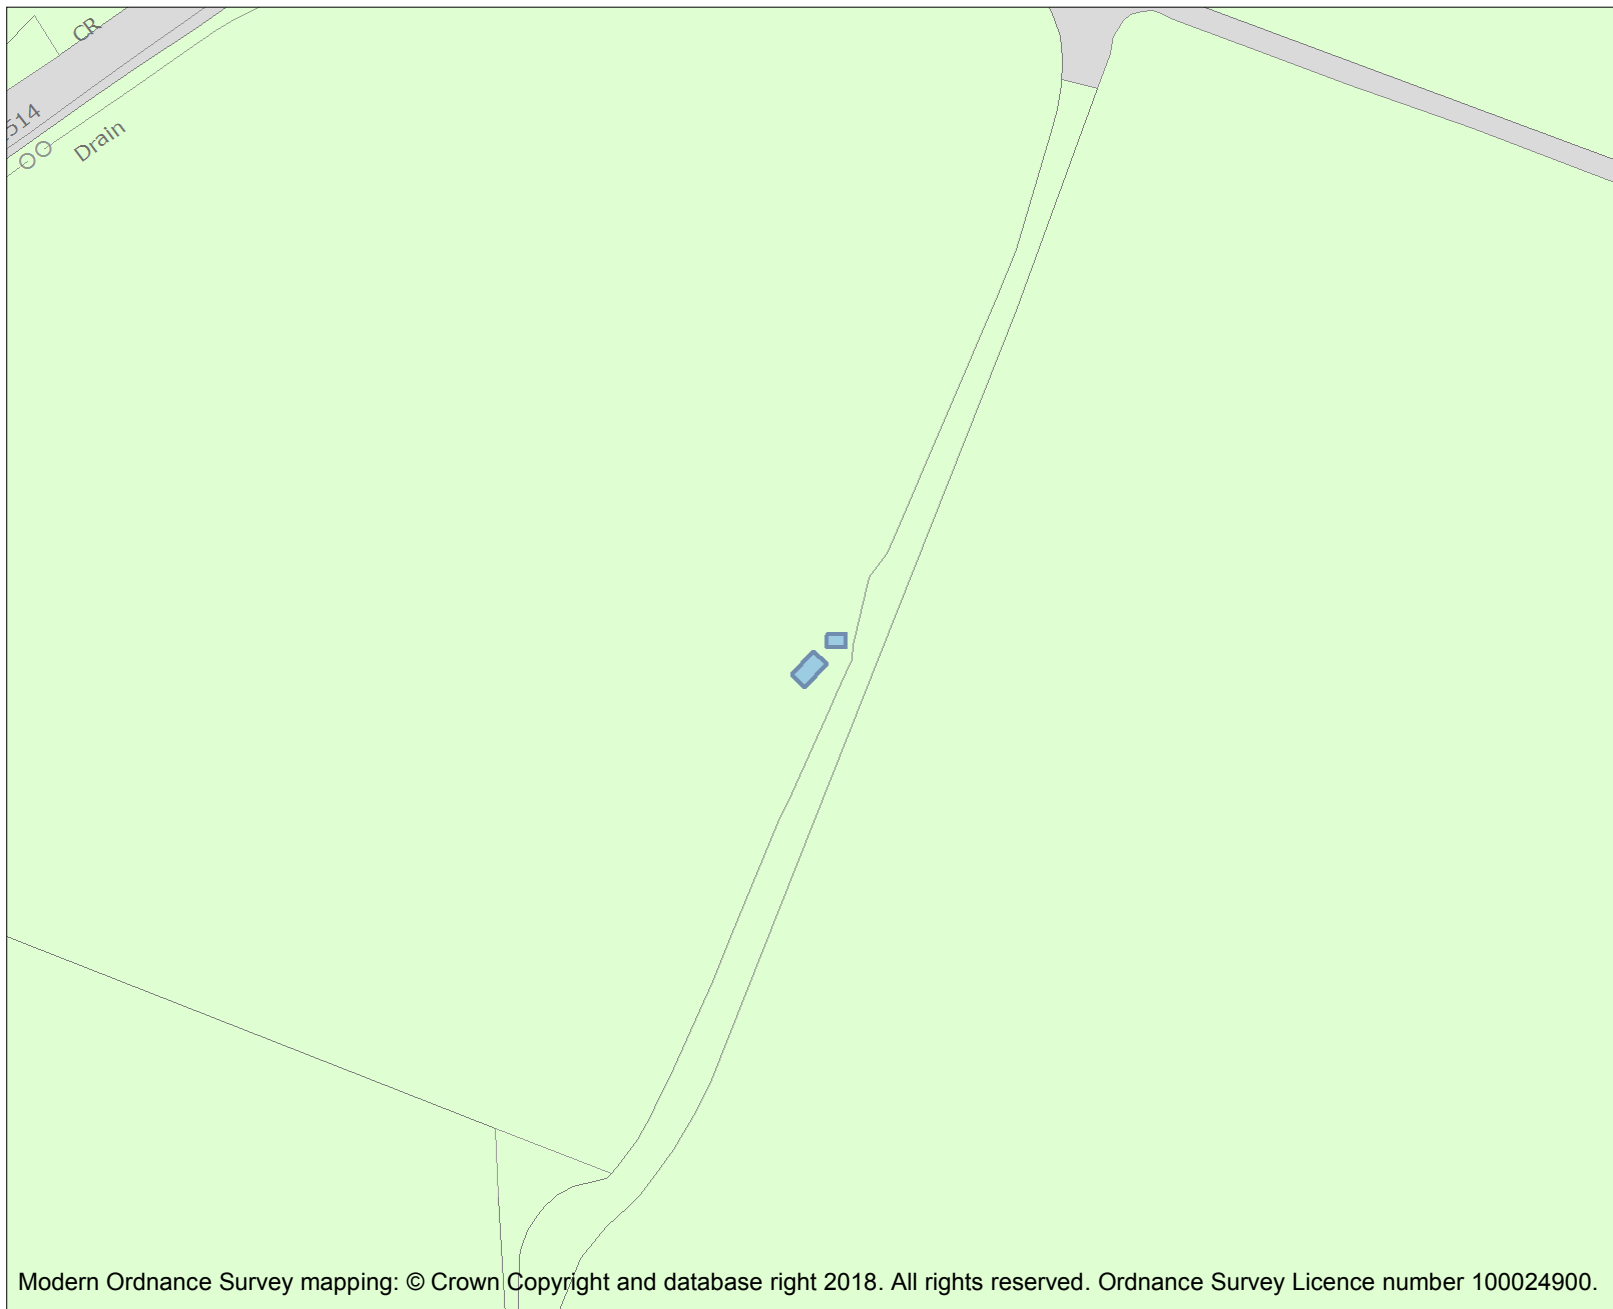 CR
514
Drain
Modern Ordnance Survey mapping: © Crown Copyright and database right 2018. All rights reserved. Ordnance Survey Licence number 100024900.